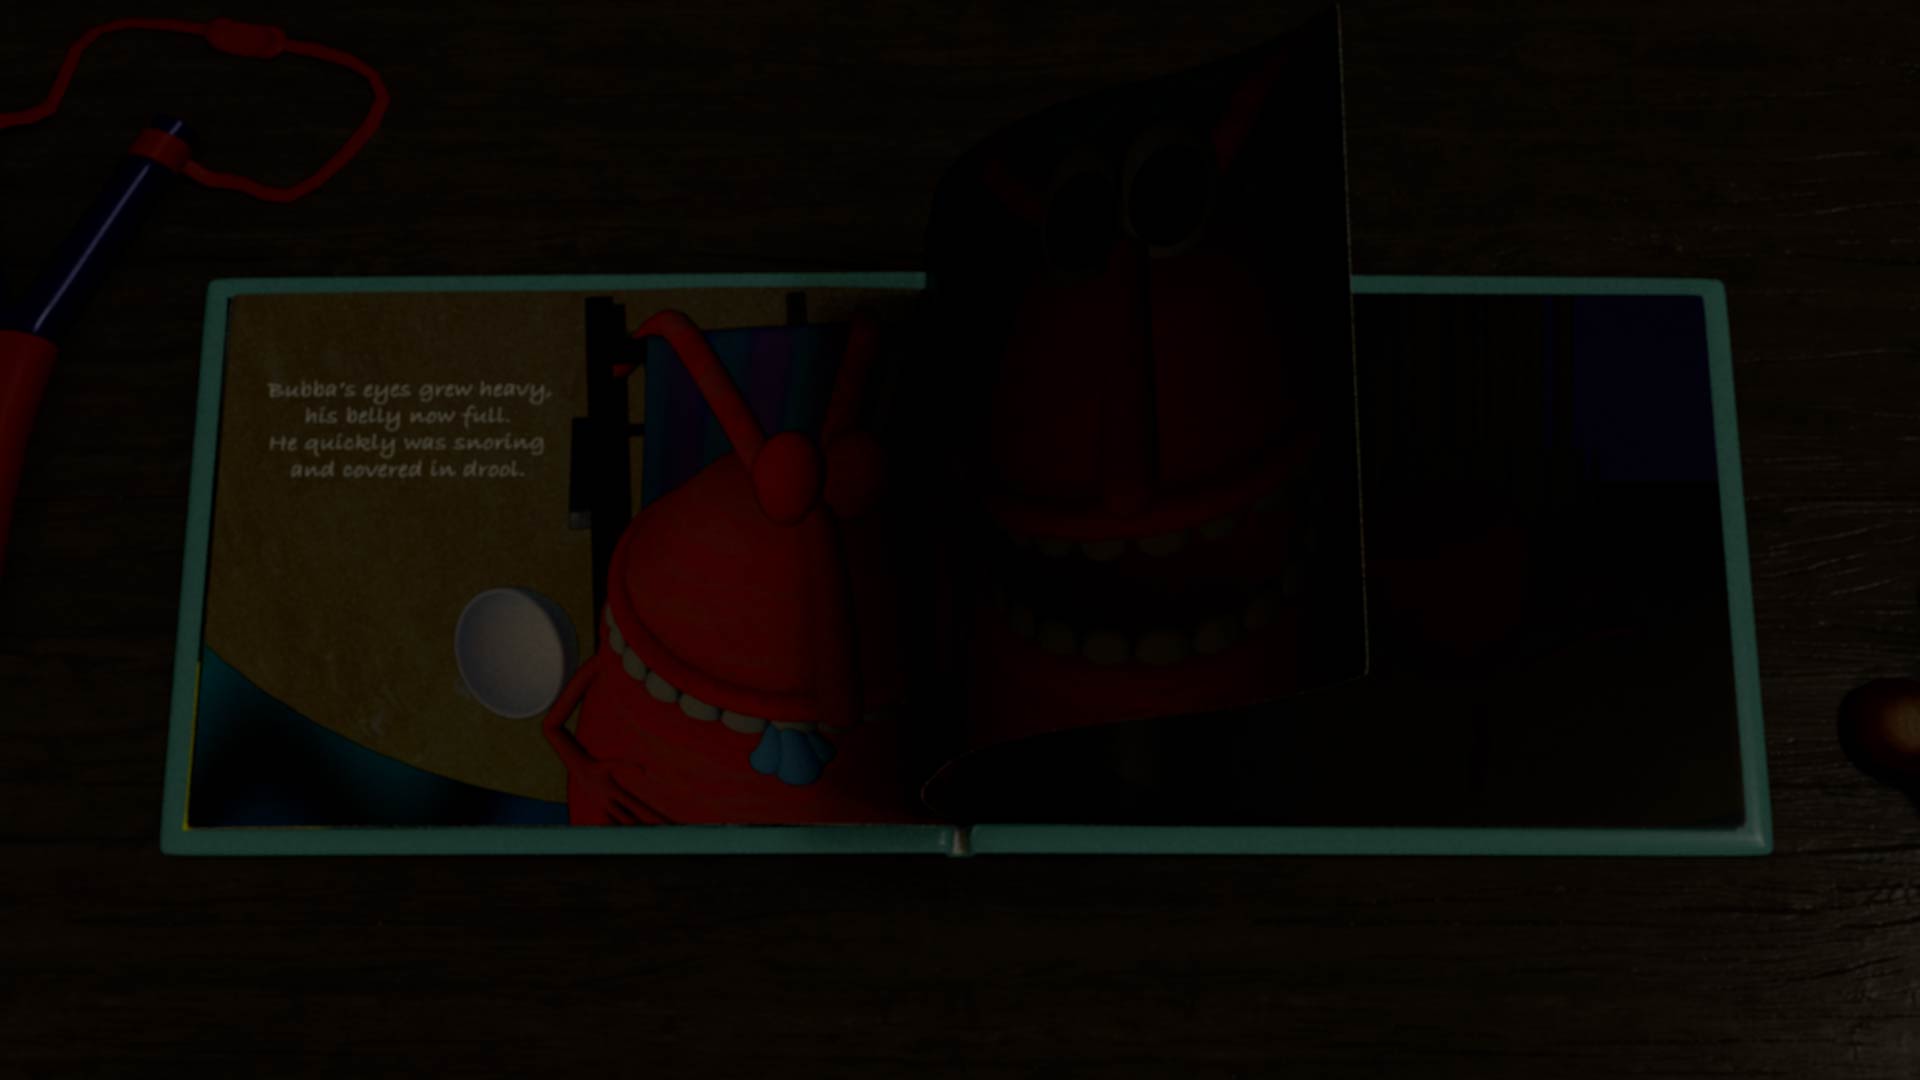 Bubba's eyes grew heavy,
his belly now full.
He quickly was snoring
and covered in drool.